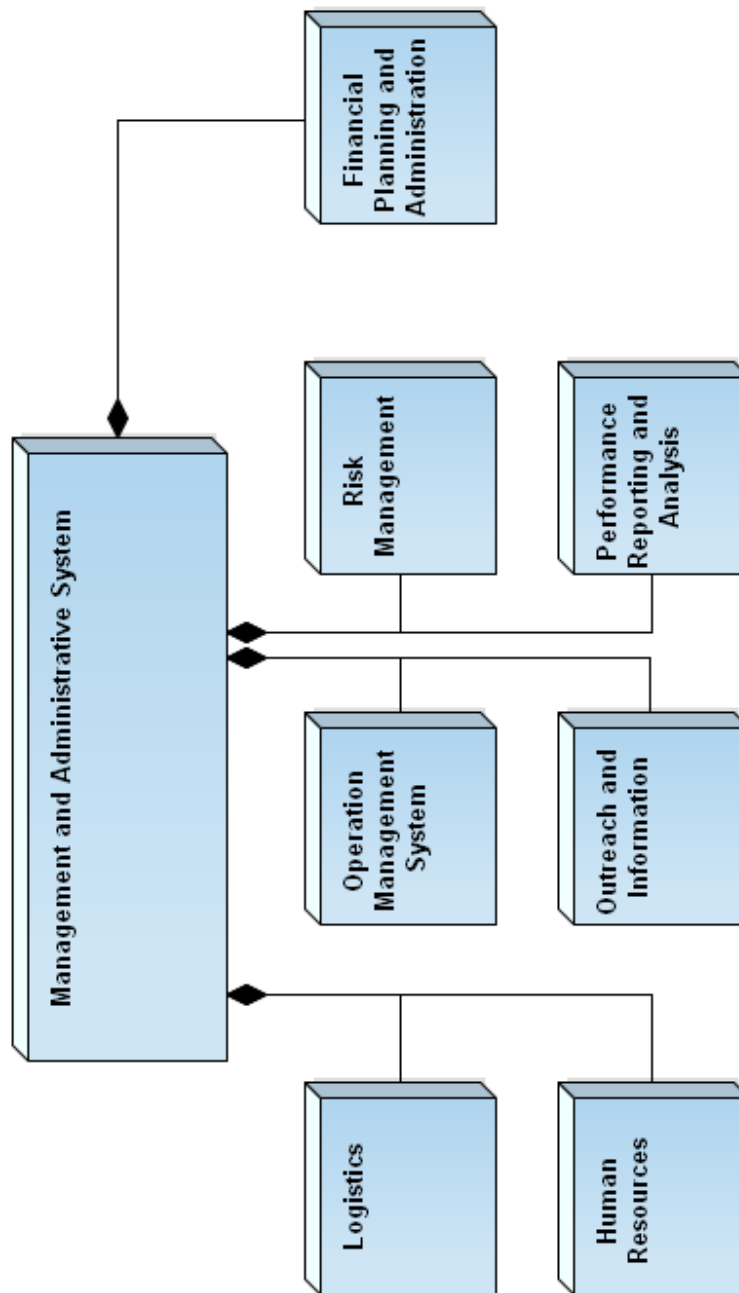 Management and Administrative System
Financial
Planning and
Administration
Risk
Management
Operation
Management
System
Logistics
Performance
Reporting and
Analysis
Outreach and
Information
Human
Resources